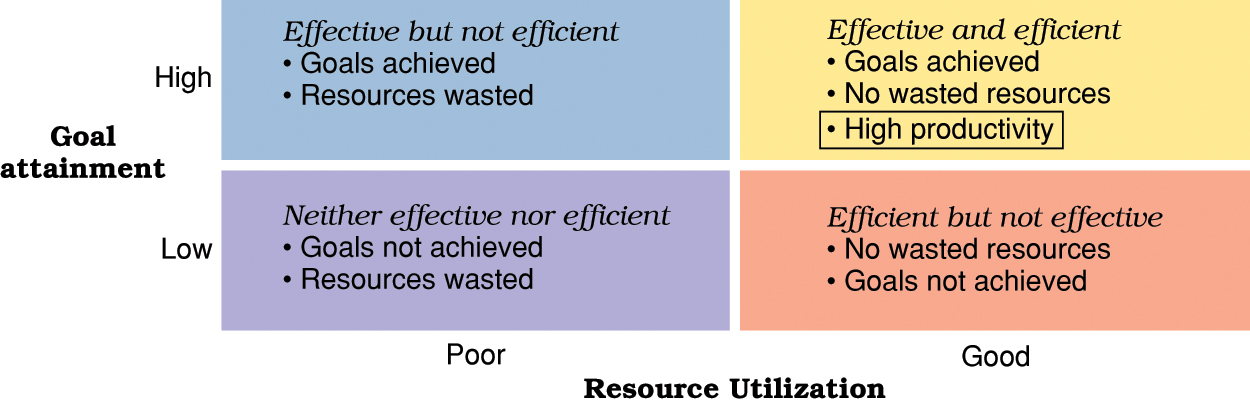 Effective but not efficient
• Goals achieved
• Resources wasted
Effective and efficient
• Goals achieved
• No wasted resources
• High productivity
High
Goal
attainment
Low
Neither effective nor efficient
• Goals not achieved
• Resources wasted
Efficient but not effective
• No wasted resources
• Goals not achieved
Poor
Good
Resource Utilization